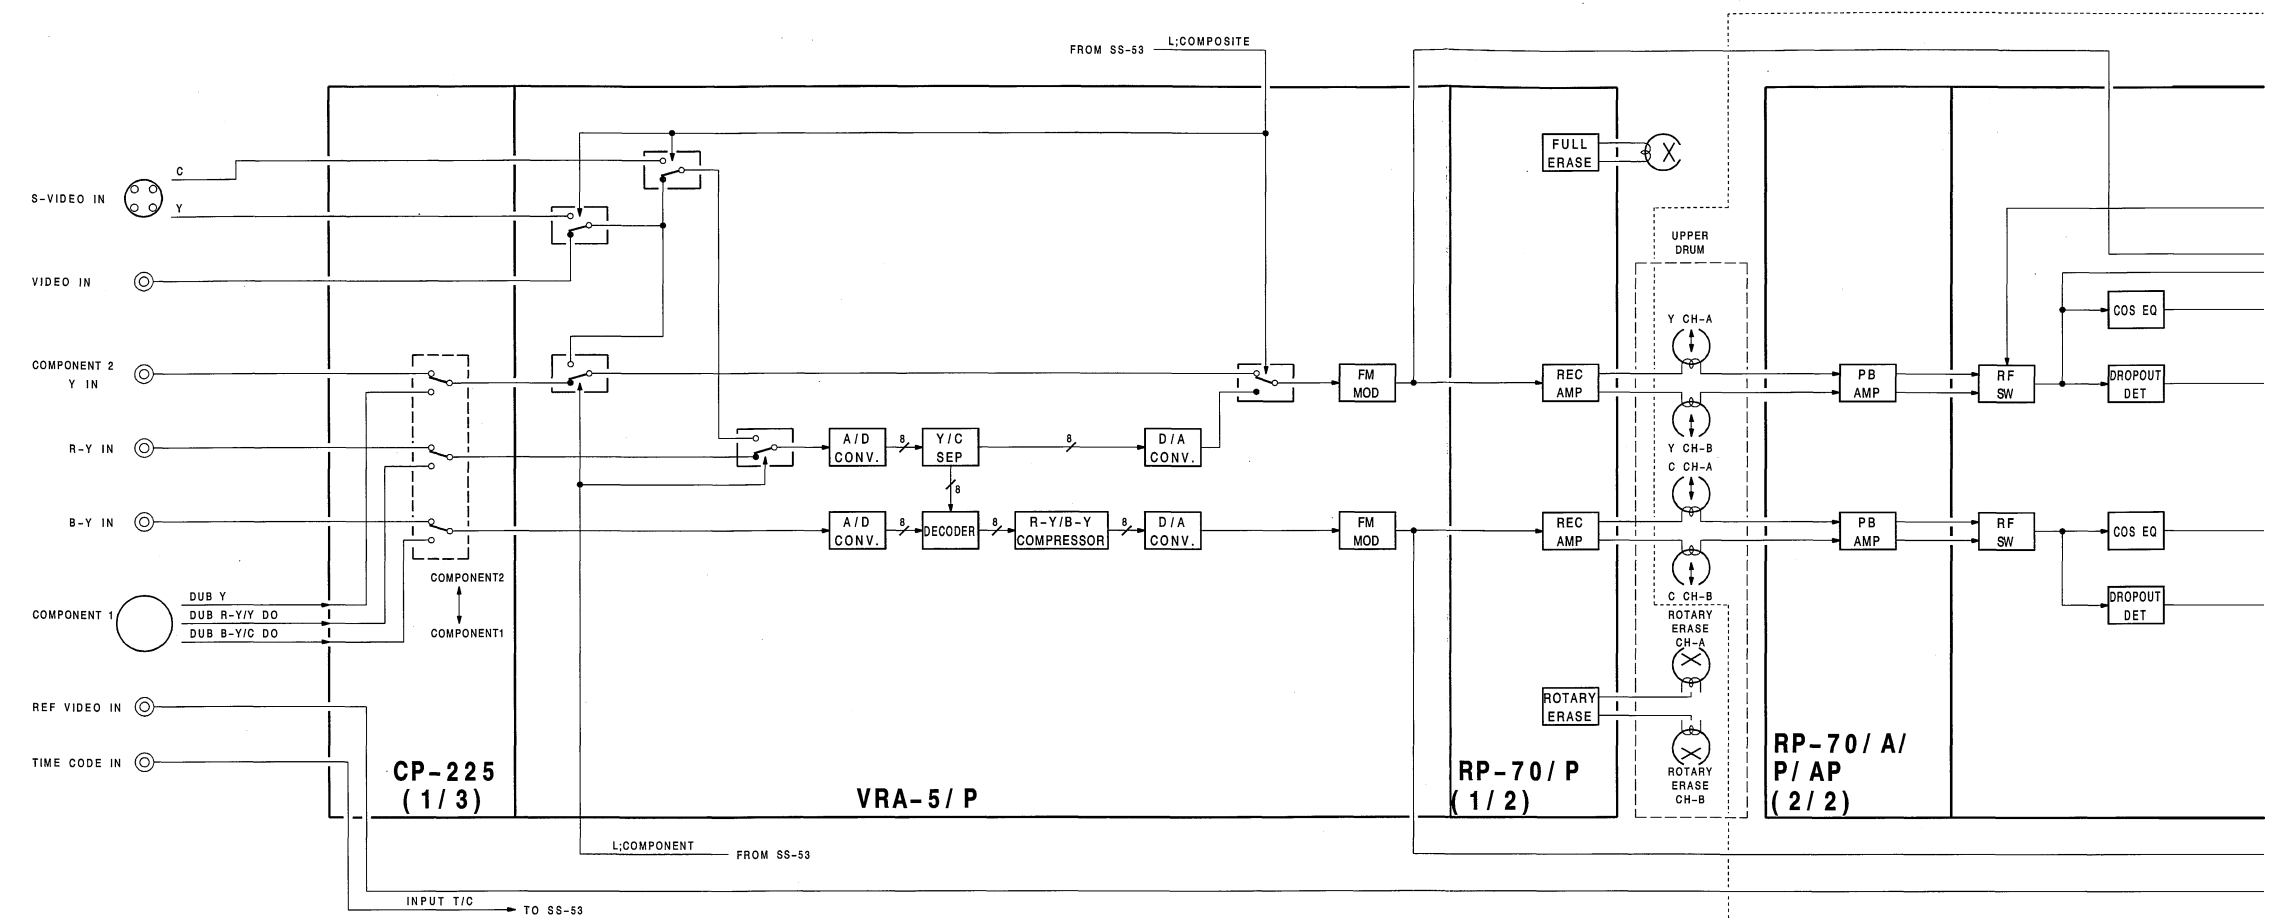 FROM SS-53
L;COMPOSITE
S-VIDEO IN
C
Y
VIDEO IN
COMPONENT 2
Y IN
R-Y IN
B-Y IN
COMPONENT 1
DUB Y
DUB R-Y/Y DO
DUB B-Y/C DO
COMPONENT2
COMPONENT1
REF VIDEO IN
TIME CODE IN
CP-225
(1/3)
VRA-5/P
A/D
CONV.
8
Y/C
SEP
8
D/A
CONV.
8
A/D
CONV.
8
DECODER
8
R-Y/B-Y
COMPRESSOR
8
D/A
CONV.
FM
MOD
FM
MOD
L;COMPONENT
FROM SS-53
INPUT T/C
TO SS-53
FULL
ERASE
REC
AMP
REC
AMP
ROTARY
ERASE
RP-70/P
(1/2)
UPPER
DRUM
Y CH-A
Y CH-B
C CH-A
C CH-B
ROTARY
ERASE
CH-A
ROTARY
ERASE
CH-B
PB
AMP
PB
AMP
RP-70/A/
P/AP
(2/2)
RF
SW
RF
SW
COS EQ
DROPOUT
DET
COS EQ
DROPOUT
DET